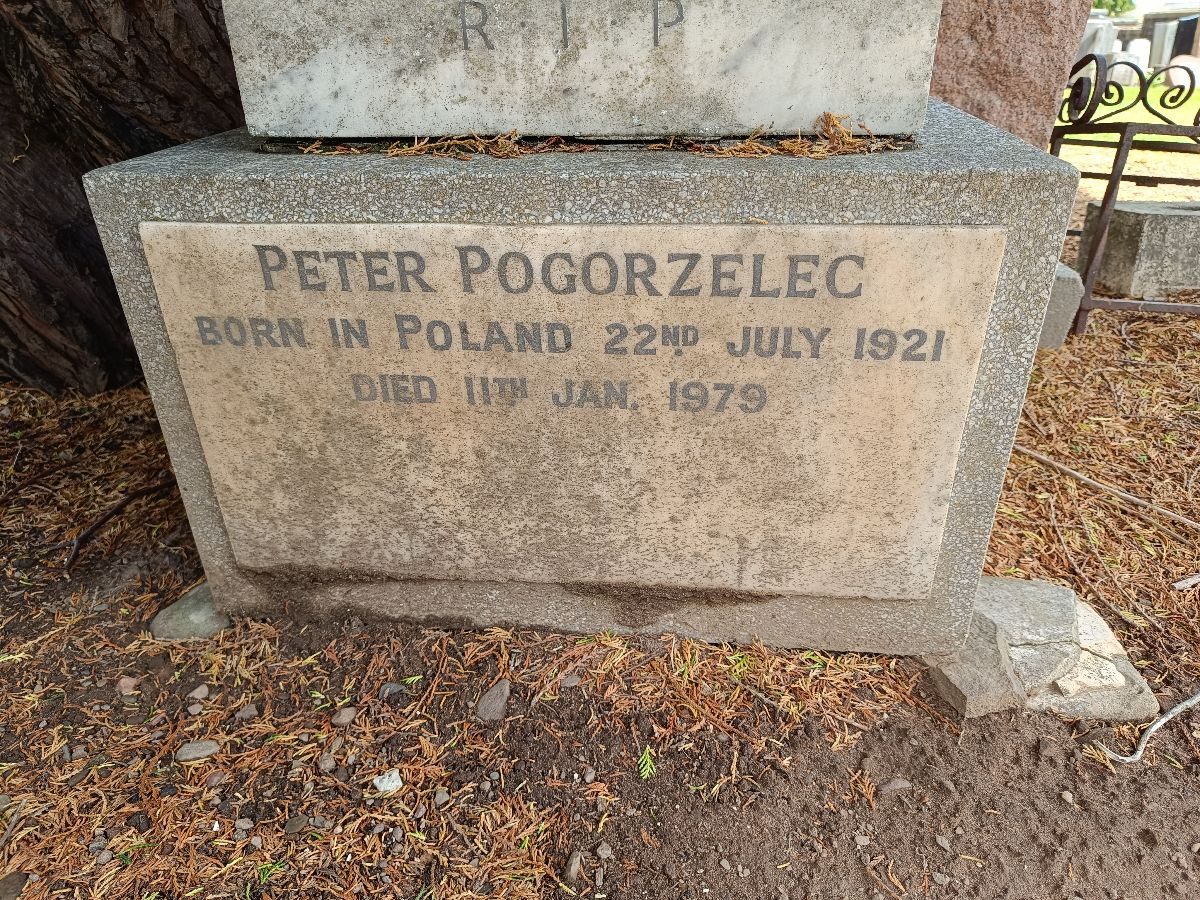 R I P
PETER POGORZELEC
BORN IN POLAND 22ND JULY 1921
DIED 11TH JAN. 1979